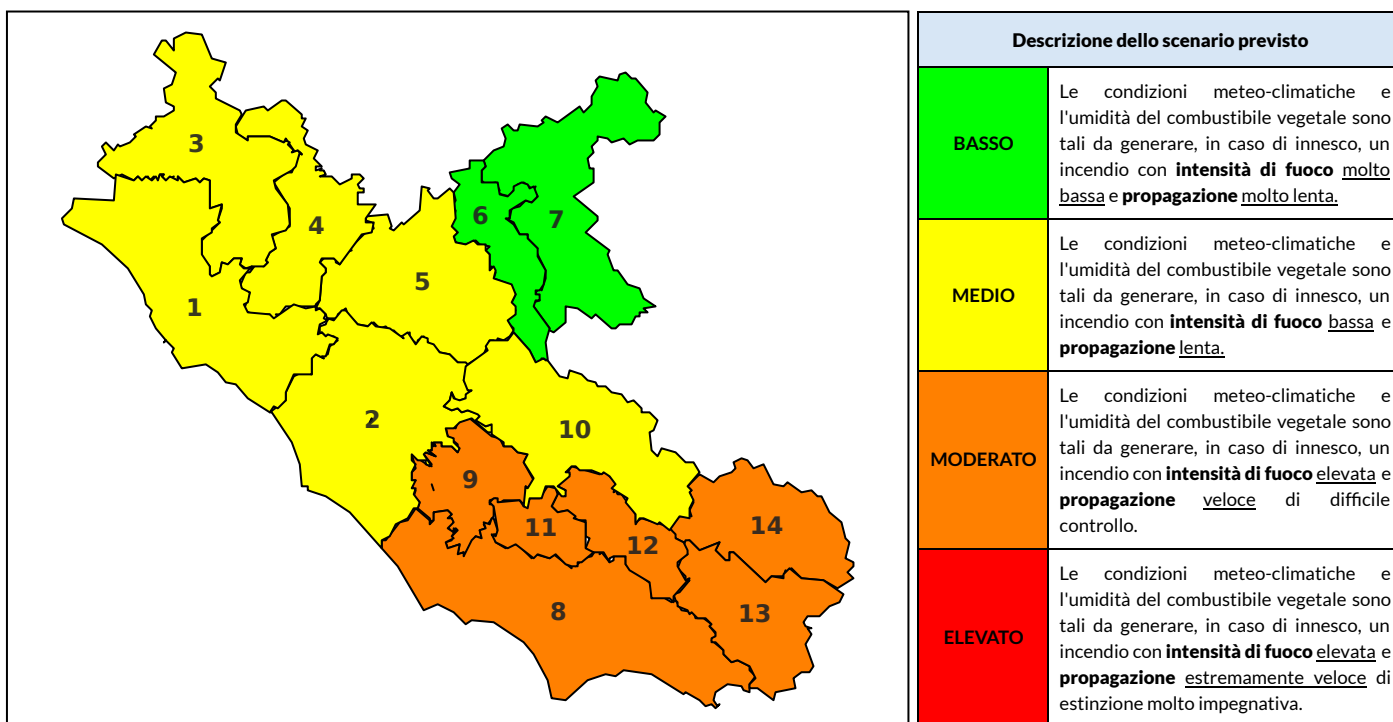 3
4
1
5
6
7
2
10
9
11
12
14
8
13
Descrizione dello scenario previsto
BASSO
Le condizioni meteo-climatiche e
l'umidità del combustibile vegetale sono
tali da generare, in caso di innesco, un
incendio con intensità di fuoco molto
bassa e propagazione molto lenta.
MEDIO
Le condizioni meteo-climatiche e
l'umidità del combustibile vegetale sono
tali da generare, in caso di innesco, un
incendio con intensità di fuoco bassa e
propagazione lenta.
MODERATO
Le condizioni meteo-climatiche e
l'umidità del combustibile vegetale sono
tali da generare, in caso di innesco, un
incendio con intensità di fuoco elevata e
propagazione veloce di difficile
controllo.
ELEVATO
Le condizioni meteo-climatiche e
l'umidità del combustibile vegetale sono
tali da generare, in caso di innesco, un
incendio con intensità di fuoco elevata e
propagazione estremamente veloce di
estinzione molto impegnativa.